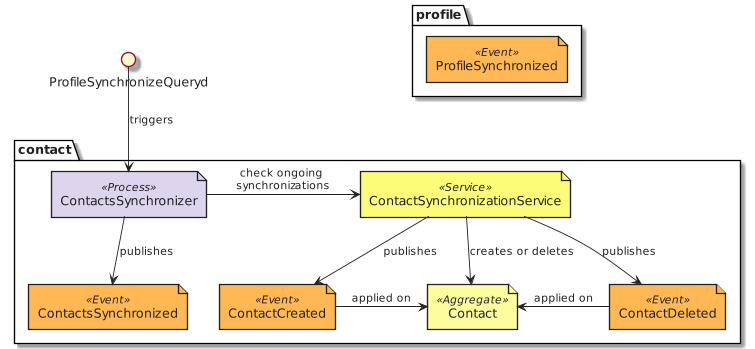 profile
«Event»
ProfileSynchronized
ProfileSynchronizeQueryd
triggers
contact
«Process»
ContactsSynchronizer
check ongoing
synchronizations
«Service»
ContactSynchronizationService
publishes
publishes
creates or deletes
publishes
«Event»
ContactsSynchronized
«Event»
ContactCreated
applied on
«Aggregate»
Contact
applied on
«Event»
ContactDeleted